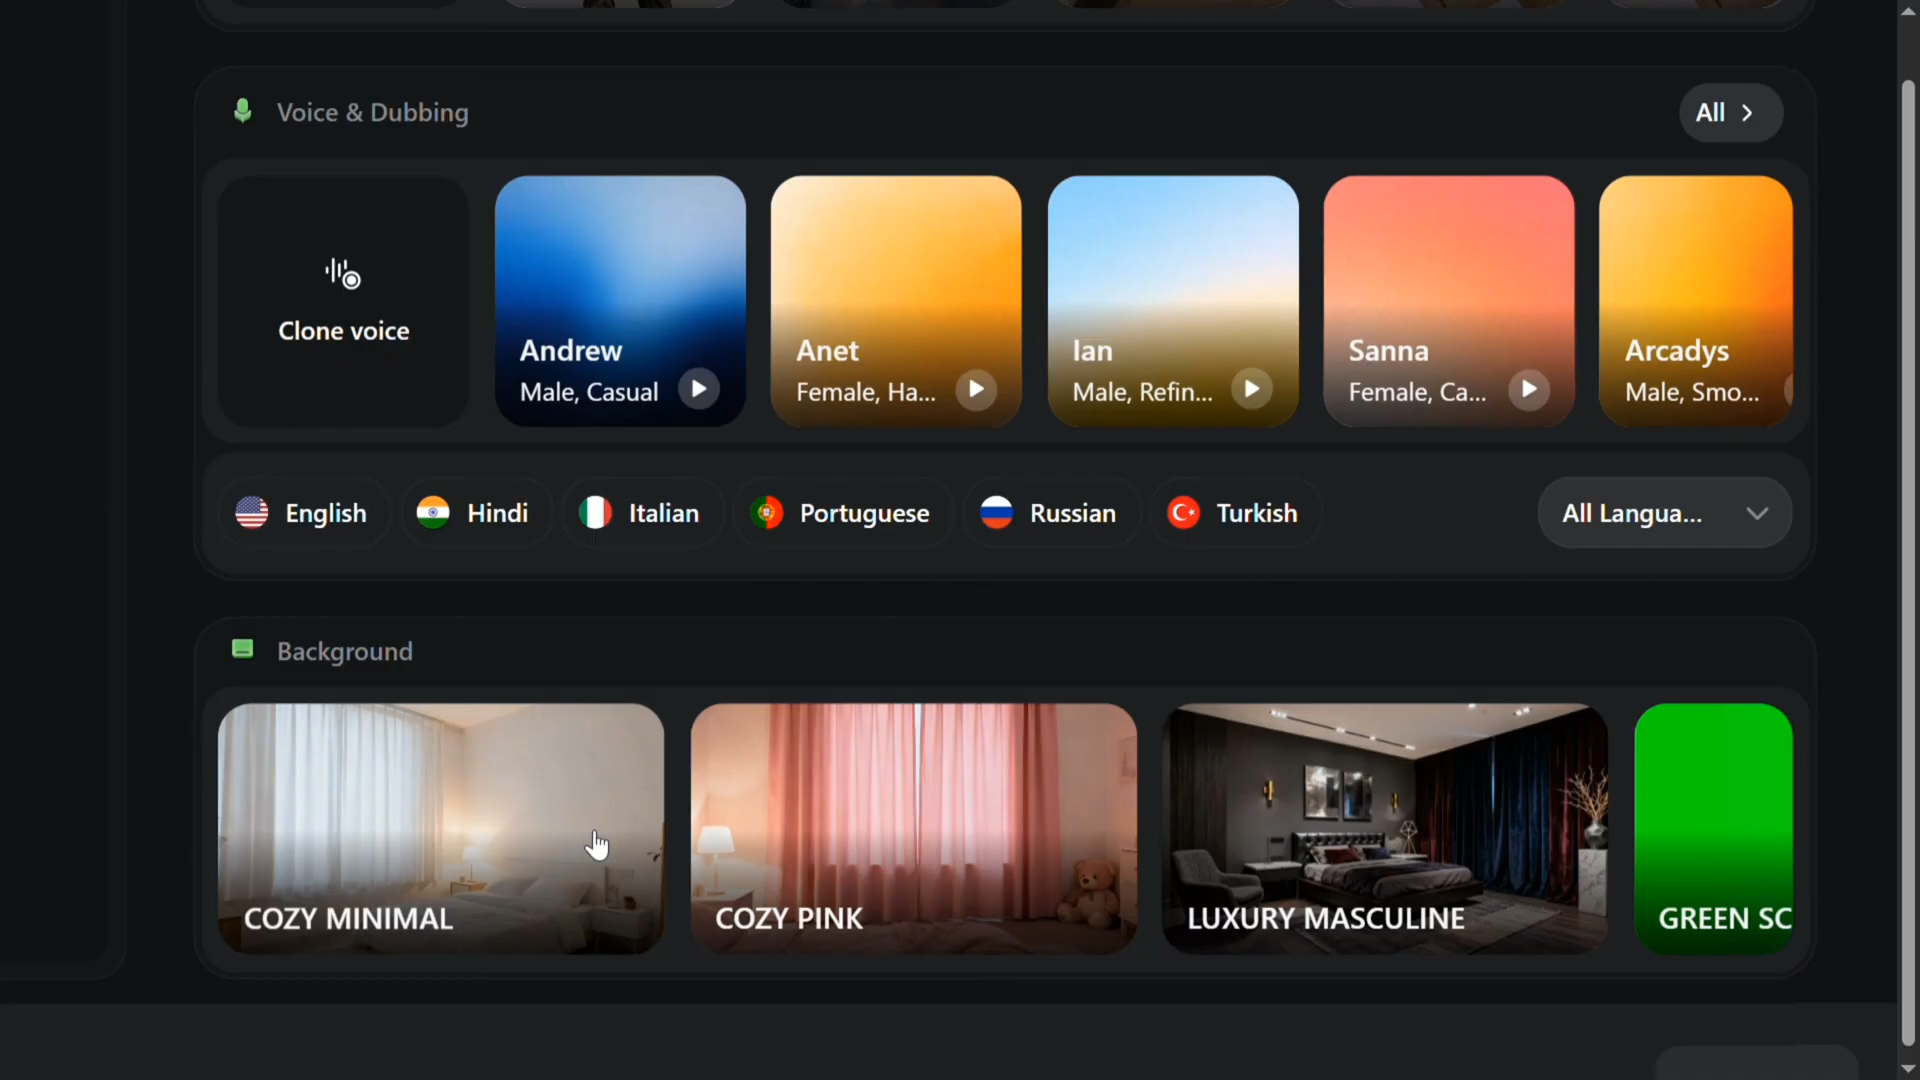 Voice & Dubbing
All
Clone voice
Andrew
Male, Casual
Anet
Female, Ha...
Ian
Male, Refin...
Sanna
Female, Ca...
Arcadys
Male, Smo...
English
Hindi
Italian
Portuguese
Russian
Turkish
All Langua...
Background
COZY MINIMAL
COZY PINK
LUXURY MASCULINE
GREEN SC